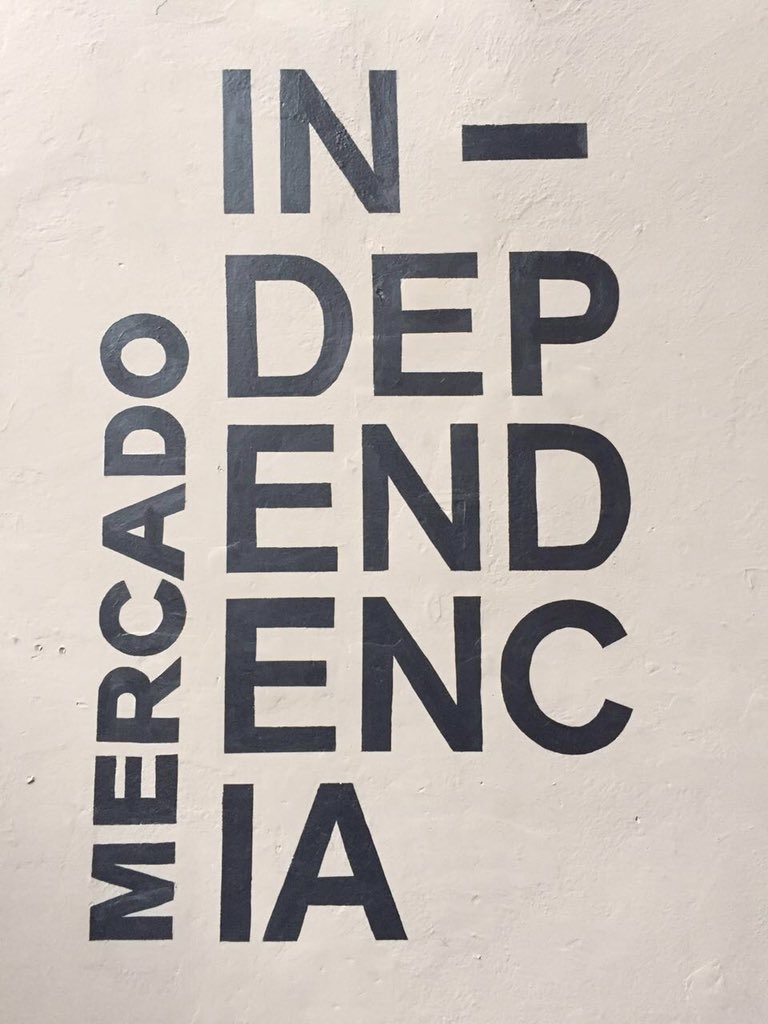 MERCADO
IN-
DEP
END
ENC
IA